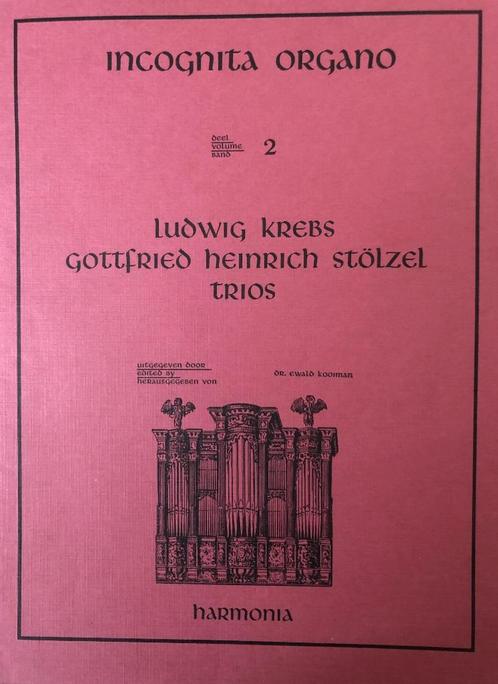 INCOGNITA ORGANO
deel
volume
band
2
Ludwig Krebs
Gottfried Heinrich Stölzel
Trios
uitgegeven door
edited by
herausgegeben von
Dr. Ewald Kooiman
harmonia